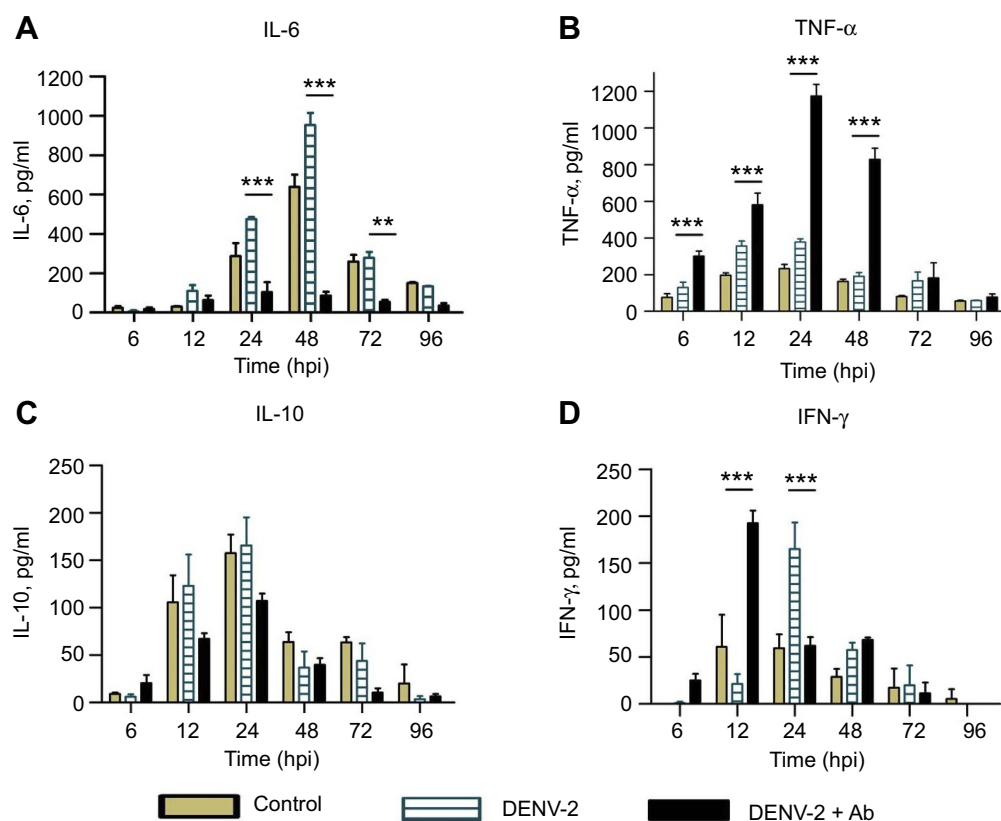 A
IL-6
IL-6, pg/ml
1200
1000
800
600
400
200
0
***
***
**
6 12 24 48 72 96
Time (hpi)
B
TNF-α
TNF-α, pg/ml
1200
1000
800
600
400
200
0
***
***
***
***
6 12 24 48 72 96
Time (hpi)
C
IL-10
IL-10, pg/ml
250
200
150
100
50
0
6 12 24 48 72 96
Time (hpi)
D
IFN-γ
IFN-γ, pg/ml
250
200
150
100
50
0
*** ***
6 12 24 48 72 96
Time (hpi)
Control DENV-2 DENV-2 + Ab